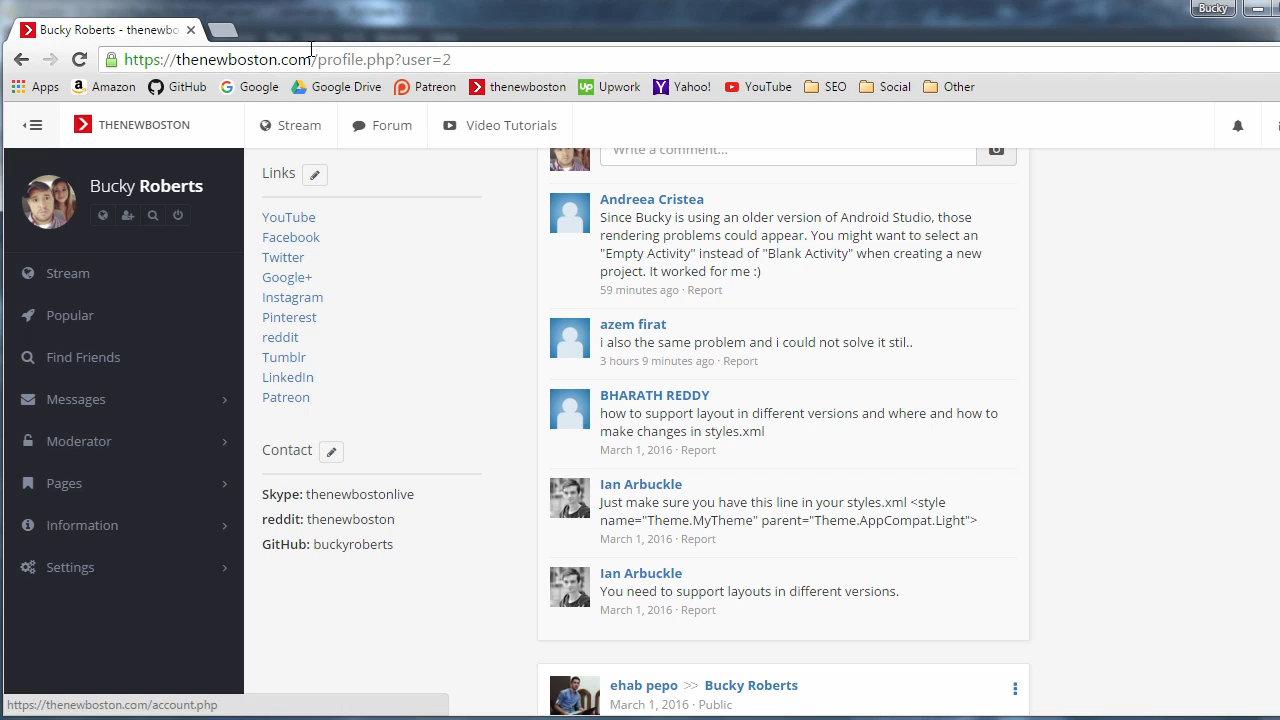 Bucky
Bucky Roberts - thenewbo
https://thenewboston.com/profile.php?user=2
Apps Amazon GitHub Google Google Drive Patreon thenewboston Upwork Yahoo! YouTube SEO Social Other
THENEWBOSTON Stream Forum Video Tutorials
Bucky Roberts
Stream
Popular
Find Friends
Messages
Moderator
Pages
Information
Settings
Links
YouTube
Facebook
Twitter
Google+
Instagram
Pinterest
reddit
Tumblr
LinkedIn
Patreon
Contact
Skype: thenewbostonlive
reddit: thenewboston
GitHub: buckyroberts
Write a comment...
Andreea Cristea
Since Bucky is using an older version of Android Studio, those
rendering problems could appear. You might want to select an
"Empty Activity" instead of "Blank Activity" when creating a new
project. It worked for me :)
59 minutes ago · Report
azem firat
i also the same problem and i could not solve it stil..
3 hours 9 minutes ago · Report
BHARATH REDDY
how to support layout in different versions and where and how to
make changes in styles.xml
March 1, 2016 · Report
Ian Arbuckle
Just make sure you have this line in your styles.xml <style
name="Theme.MyTheme" parent="Theme.AppCompat.Light">
March 1, 2016 · Report
Ian Arbuckle
You need to support layouts in different versions.
March 1, 2016 · Report
ehab pepo >> Bucky Roberts
March 1, 2016 · Public
https://thenewboston.com/account.php